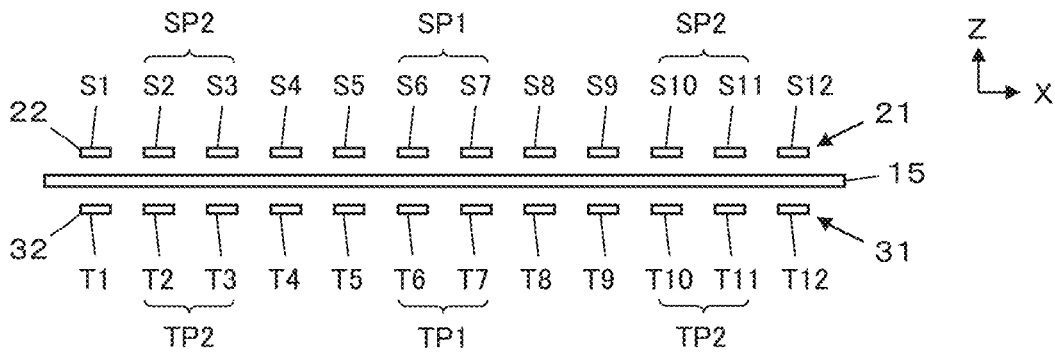 SP2 SP1 SP2 Z
S1 S2 S3 S4 S5 S6 S7 S8 S9 S10 S11 S12 X
22 21
15
32 31
T1 T2 T3 T4 T5 T6 T7 T8 T9 T10 T11 T12
TP2 TP1 TP2